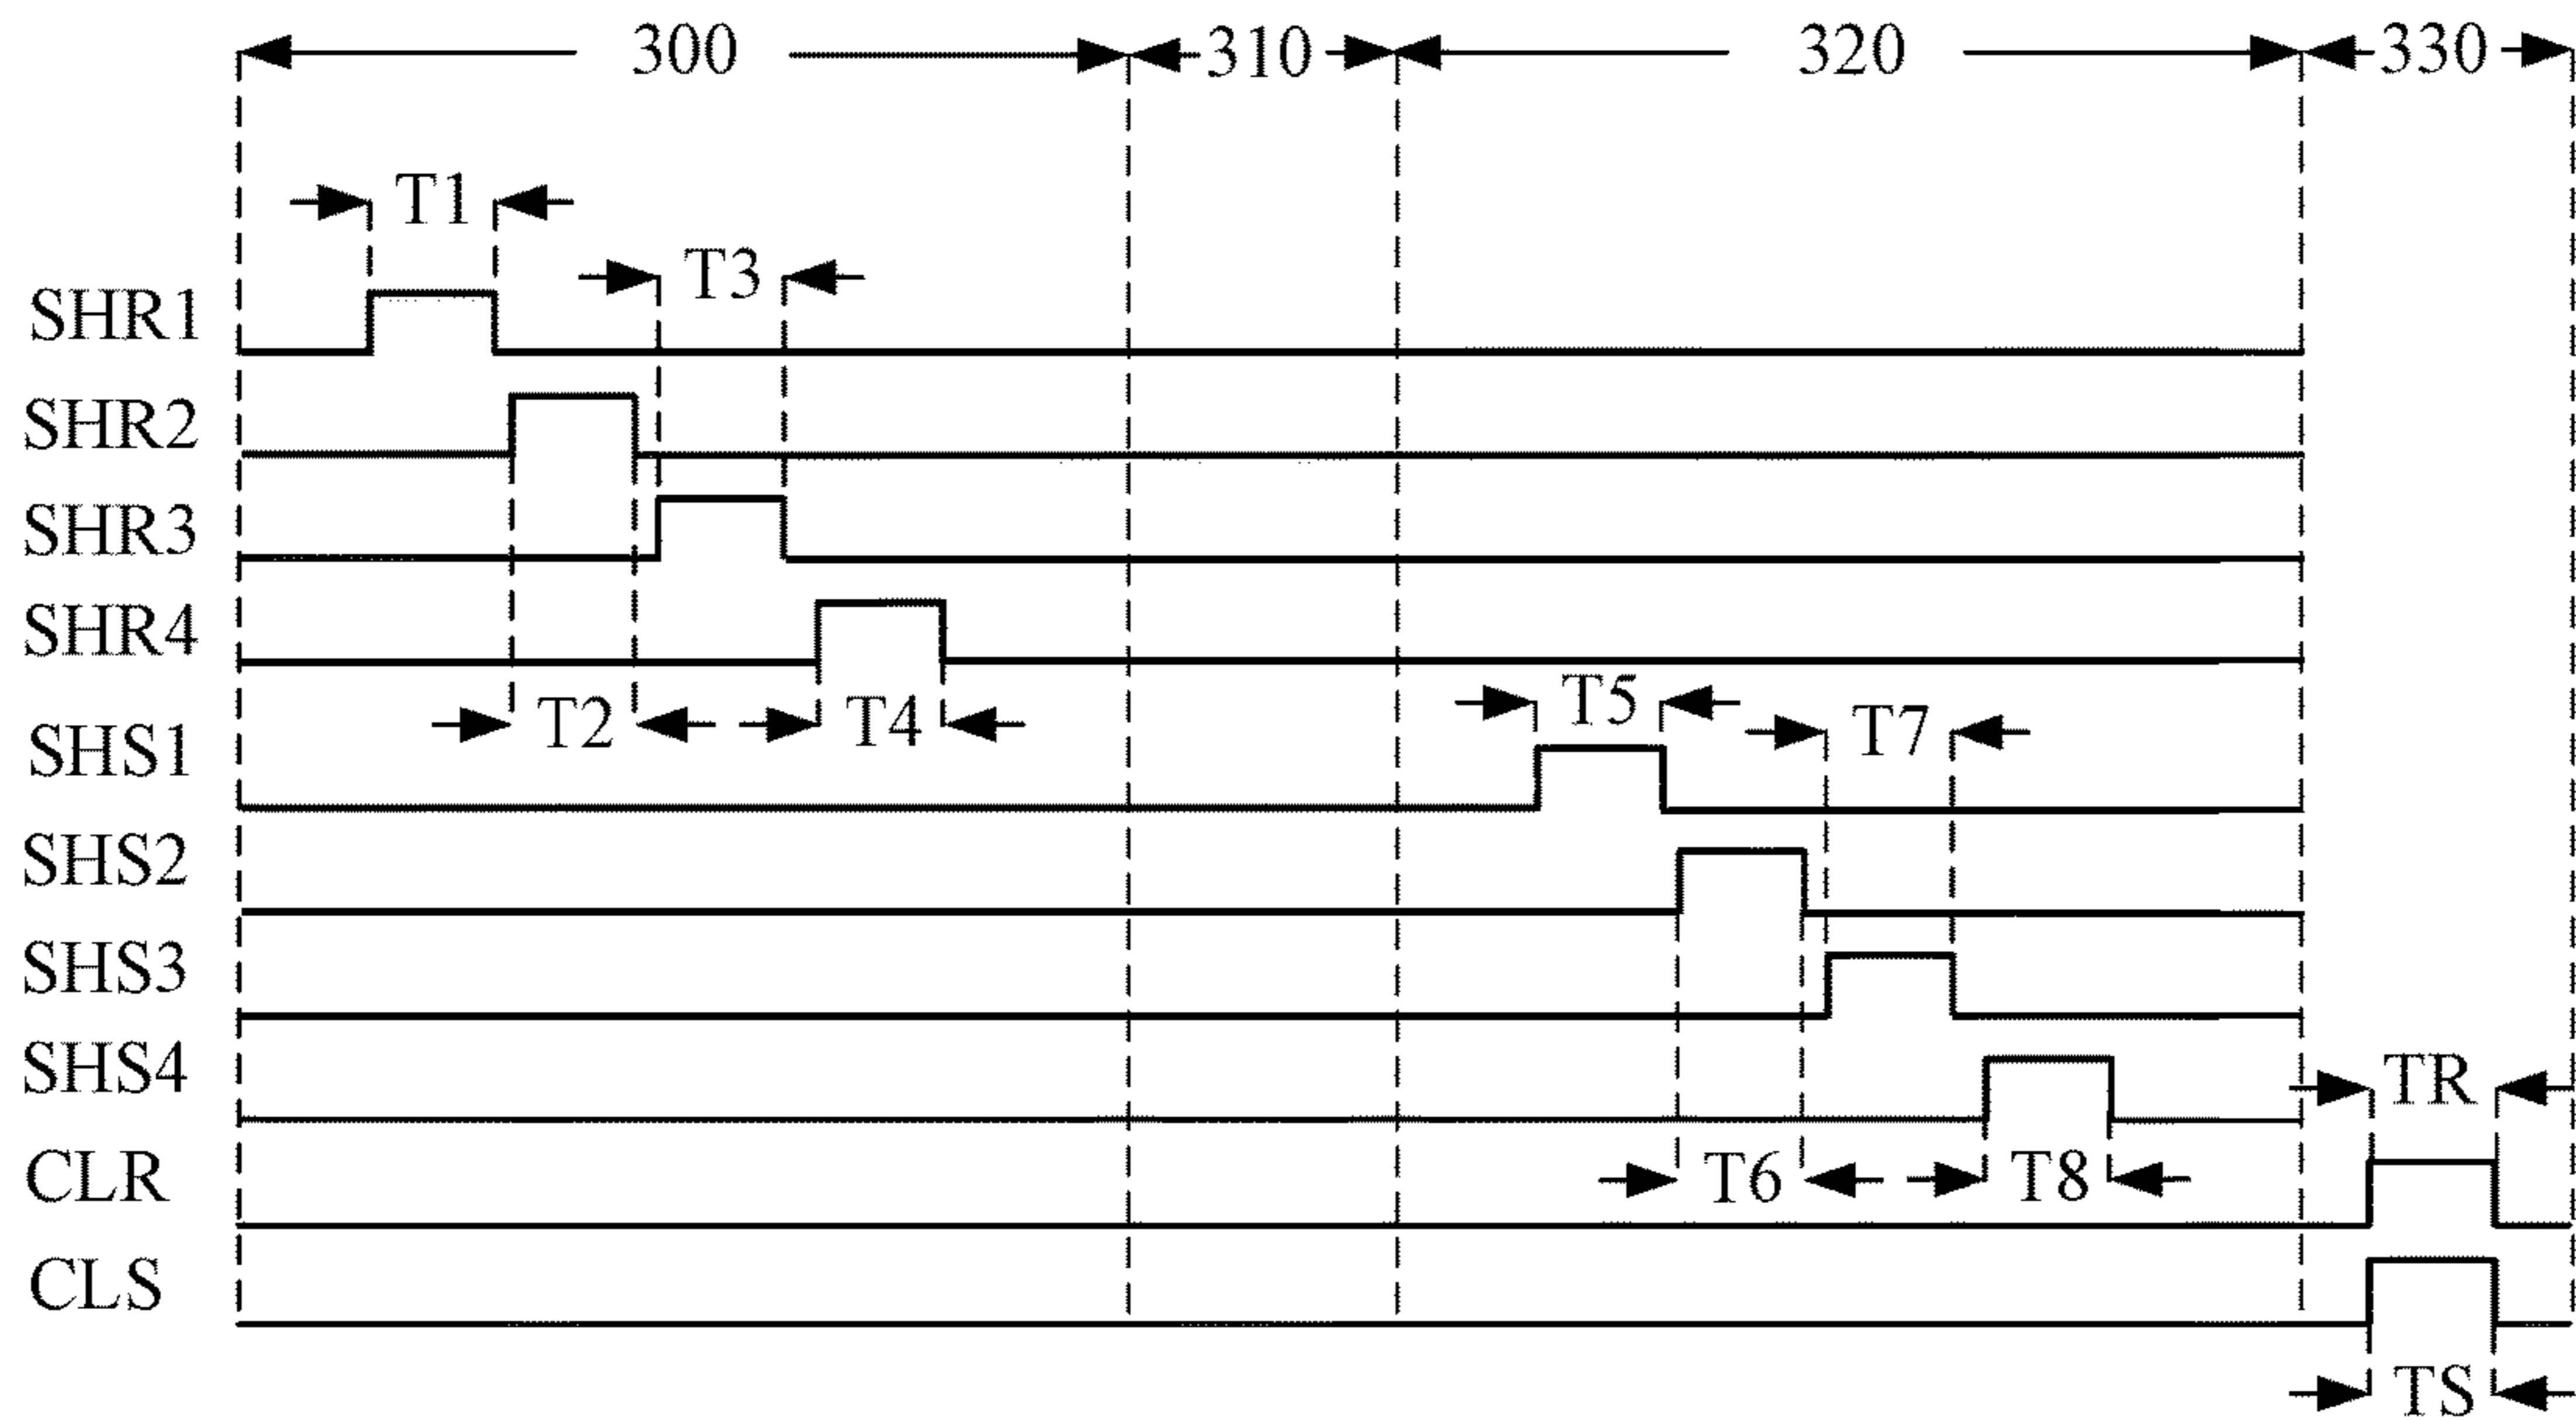 300 310 320 330
T1
T3
SHR1
SHR2
SHR3
SHR4
T2 T4 T5 T7
SHS1
SHS2
SHS3
SHS4 TR
CLR T6 T8
CLS
TS